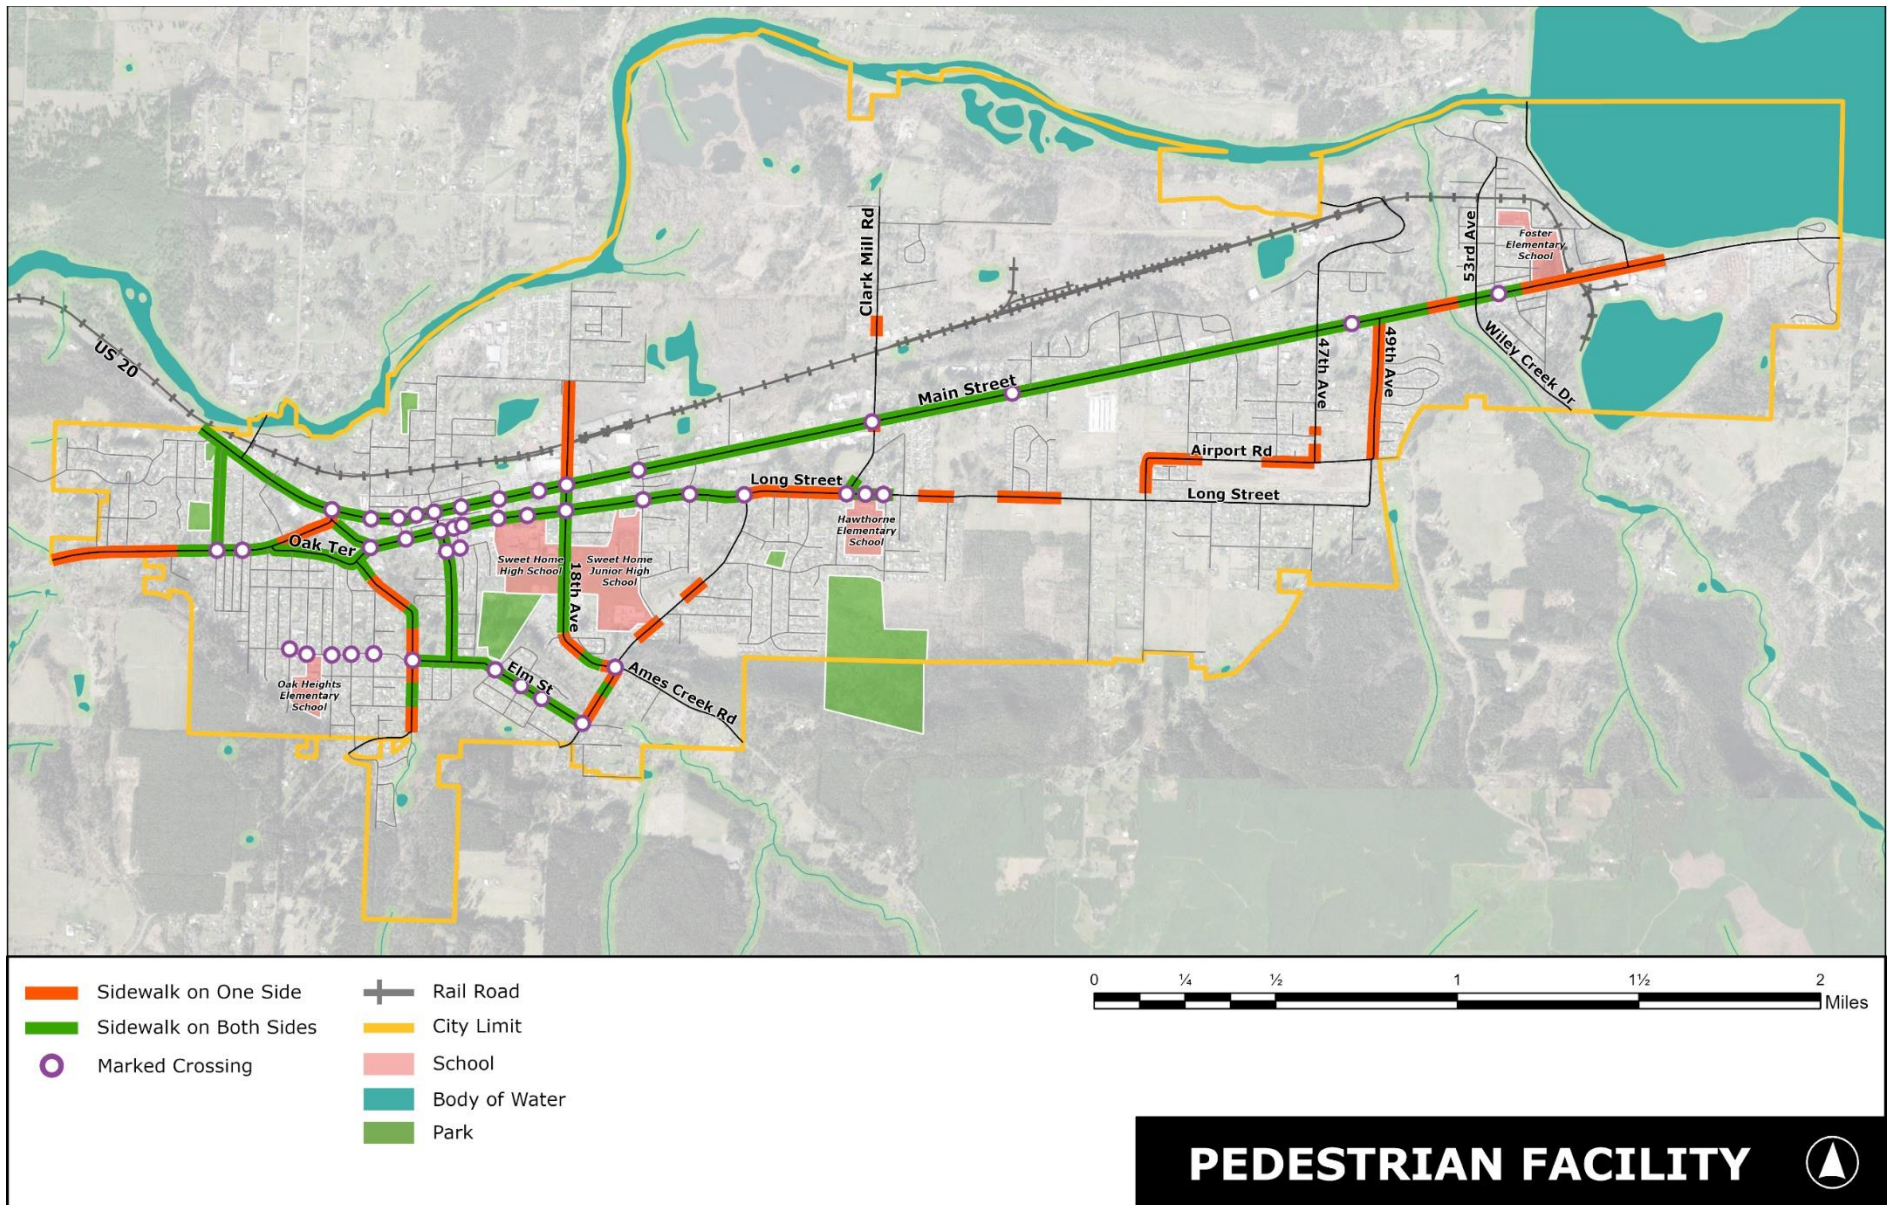 Clark Mill Rd
53rd Ave
Foster
Elementary
School
US 20
Main Street
47th Ave
49th Ave
Wiley Creek Dr
Airport Rd
Long Street
Long Street
Hawthorne
Elementary
School
Oak Ter
Sweet Home
High School
18th Ave
Sweet Home
Junior High
School
Elm St
Ames Creek Rd
Oak Heights
Elementary
School
Sidewalk on One Side
Sidewalk on Both Sides
Marked Crossing
Rail Road
City Limit
School
Body of Water
Park
0 ¼ ½ 1 1½ 2
Miles
PEDESTRIAN FACILITY